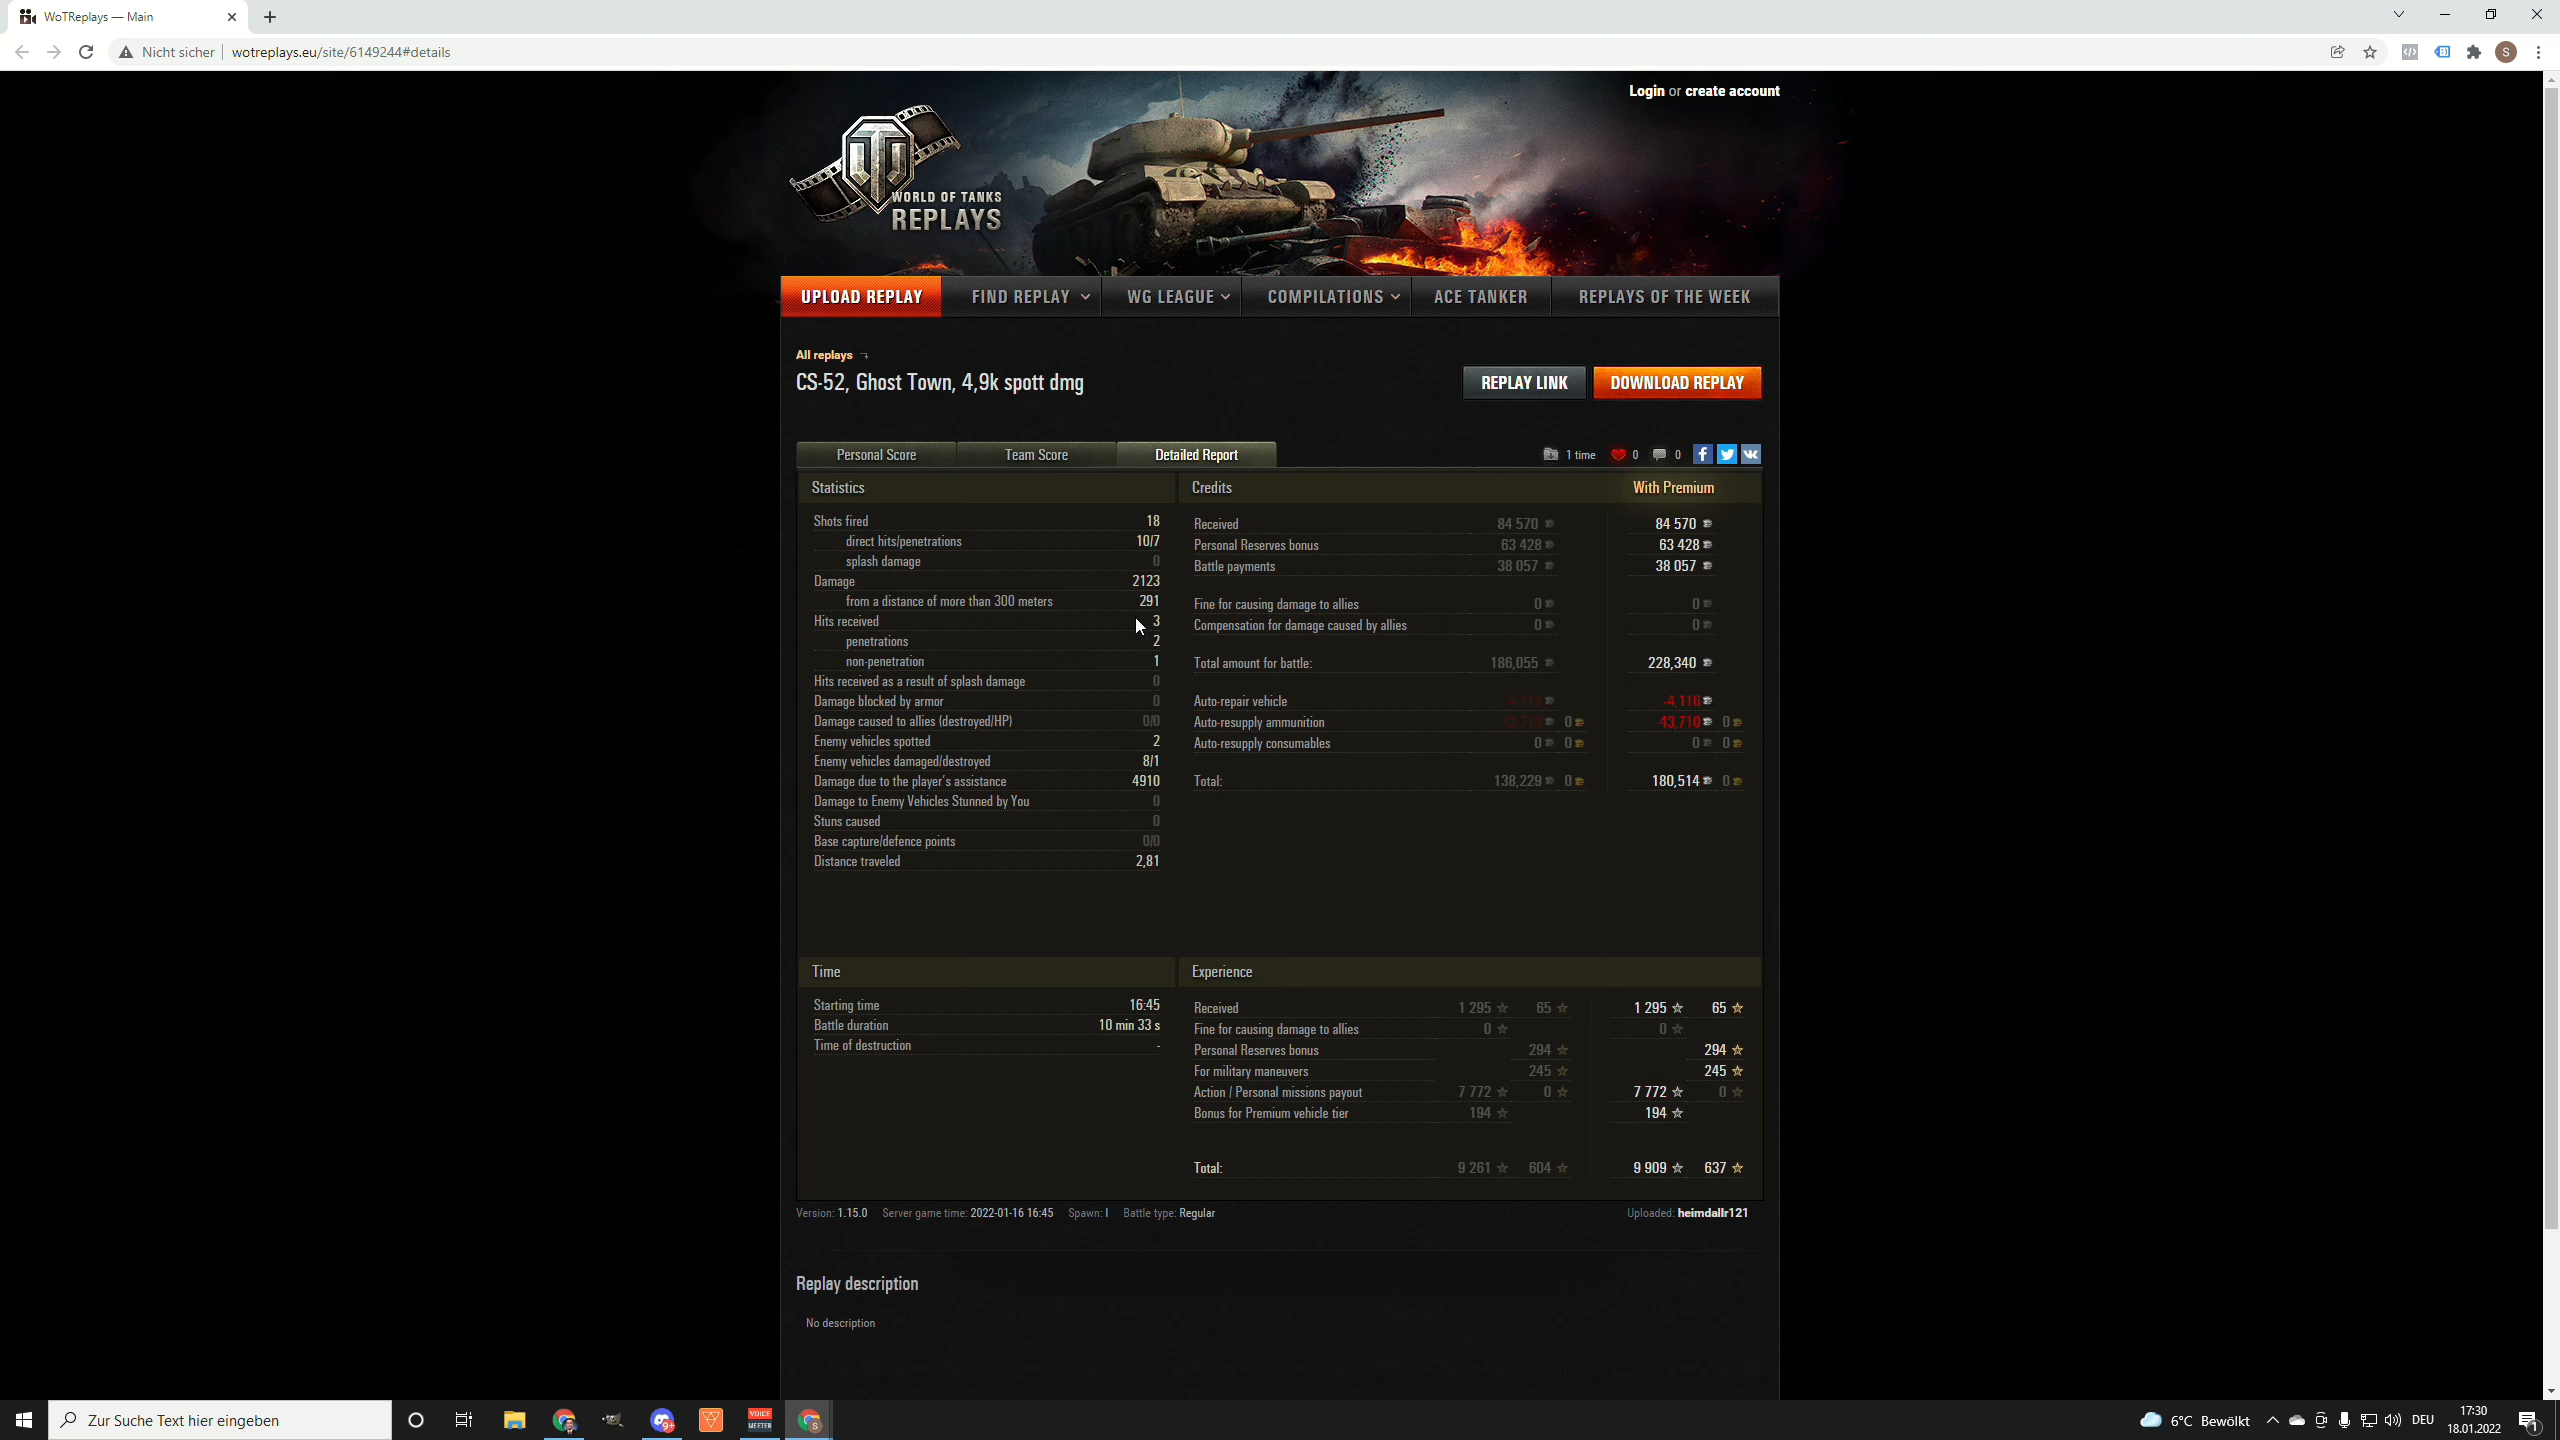 WoTReplays — Main
Nicht sicher
wotreplays.eu/site/6149244#details
S
Login or create account
WORLD OF TANKS
REPLAYS
UPLOAD REPLAY
FIND REPLAY
WG LEAGUE
COMPILATIONS
ACE TANKER
REPLAYS OF THE WEEK
All replays
CS-52, Ghost Town, 4,9k spott dmg
REPLAY LINK
DOWNLOAD REPLAY
Personal Score
Team Score
Detailed Report
1 time
0
0
Statistics
Shots fired 18
direct hits/penetrations 10/7
splash damage 0
Damage 2123
from a distance of more than 300 meters 291
Hits received 3
penetrations 2
non-penetration 1
Hits received as a result of splash damage 0
Damage blocked by armor 0
Damage caused to allies (destroyed/HP) 0/0
Enemy vehicles spotted 2
Enemy vehicles damaged/destroyed 8/1
Damage due to the player's assistance 4910
Damage to Enemy Vehicles Stunned by You 0
Stuns caused 0
Base capture/defence points 0/0
Distance traveled 2,81
Credits With Premium
Received 84 570 84 570
Personal Reserves bonus 63 428 63 428
Battle payments 38 057 38 057
Fine for causing damage to allies 0 0
Compensation for damage caused by allies 0 0
Total amount for battle: 186,055 228,340
Auto-repair vehicle -4,116
Auto-resupply ammunition 0 -43,710 0
Auto-resupply consumables 0 0 0 0
Total: 138,229 0 180,514 0
Time
Starting time 16:45
Battle duration 10 min 33 s
Time of destruction -
Experience
Received 1 295 65 1 295 65
Fine for causing damage to allies 0 0
Personal Reserves bonus 294 294
For military maneuvers 245 245
Action / Personal missions payout 7 772 0 7 772 0
Bonus for Premium vehicle tier 194 194
Total: 9 261 604 9 909 637
Version: 1.15.0 Server game time: 2022-01-16 16:45 Spawn: I Battle type: Regular
Uploaded: heimdallr121
Replay description
No description
Zur Suche Text hier eingeben
9+
VOICE
MEETER
S
6°C Bewölkt
DEU
17:30
18.01.2022
1